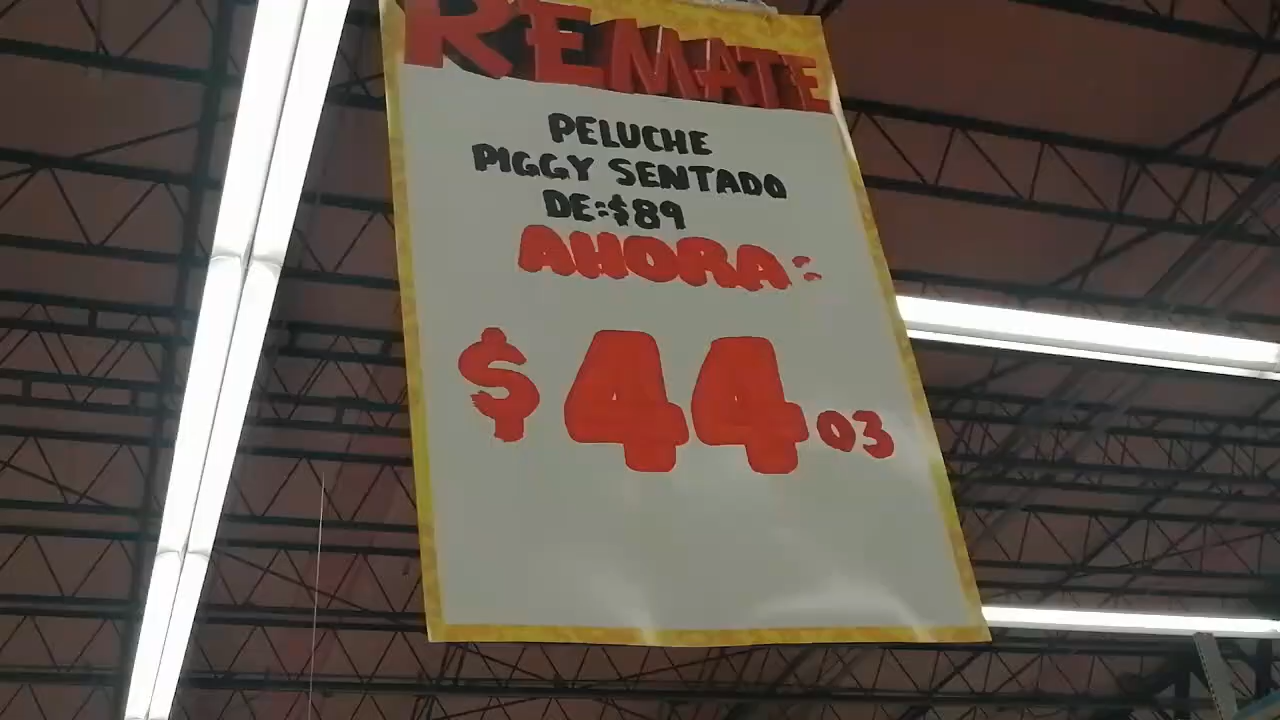 REMATE
PELUCHE
PIGGY SENTADO
DE:$89
AHORA:
$44 03